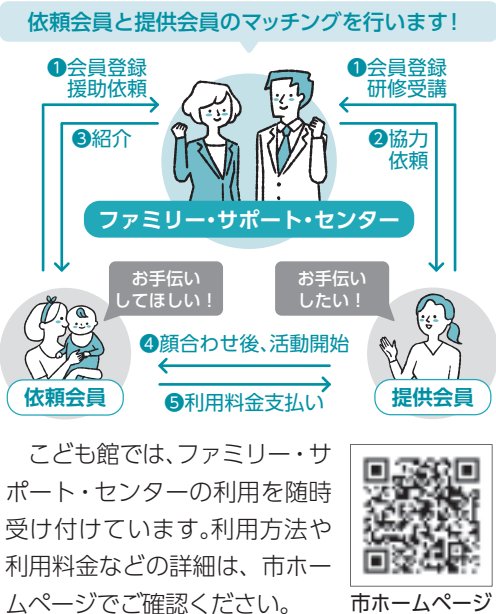 依頼会員と提供会員のマッチングを行います！
❶会員登録
援助依頼
❶会員登録
研修受講
❸紹介
❷協力
依頼
ファミリー・サポート・センター
お手伝い
してほしい！
お手伝い
したい！
❹顔合わせ後、活動開始
依頼会員
❺利用料金支払い
提供会員
こども館では、ファミリー・サ
ポート・センターの利用を随時
受け付けています。利用方法や
利用料金などの詳細は、市ホー
ムページでご確認ください。
市ホームページ